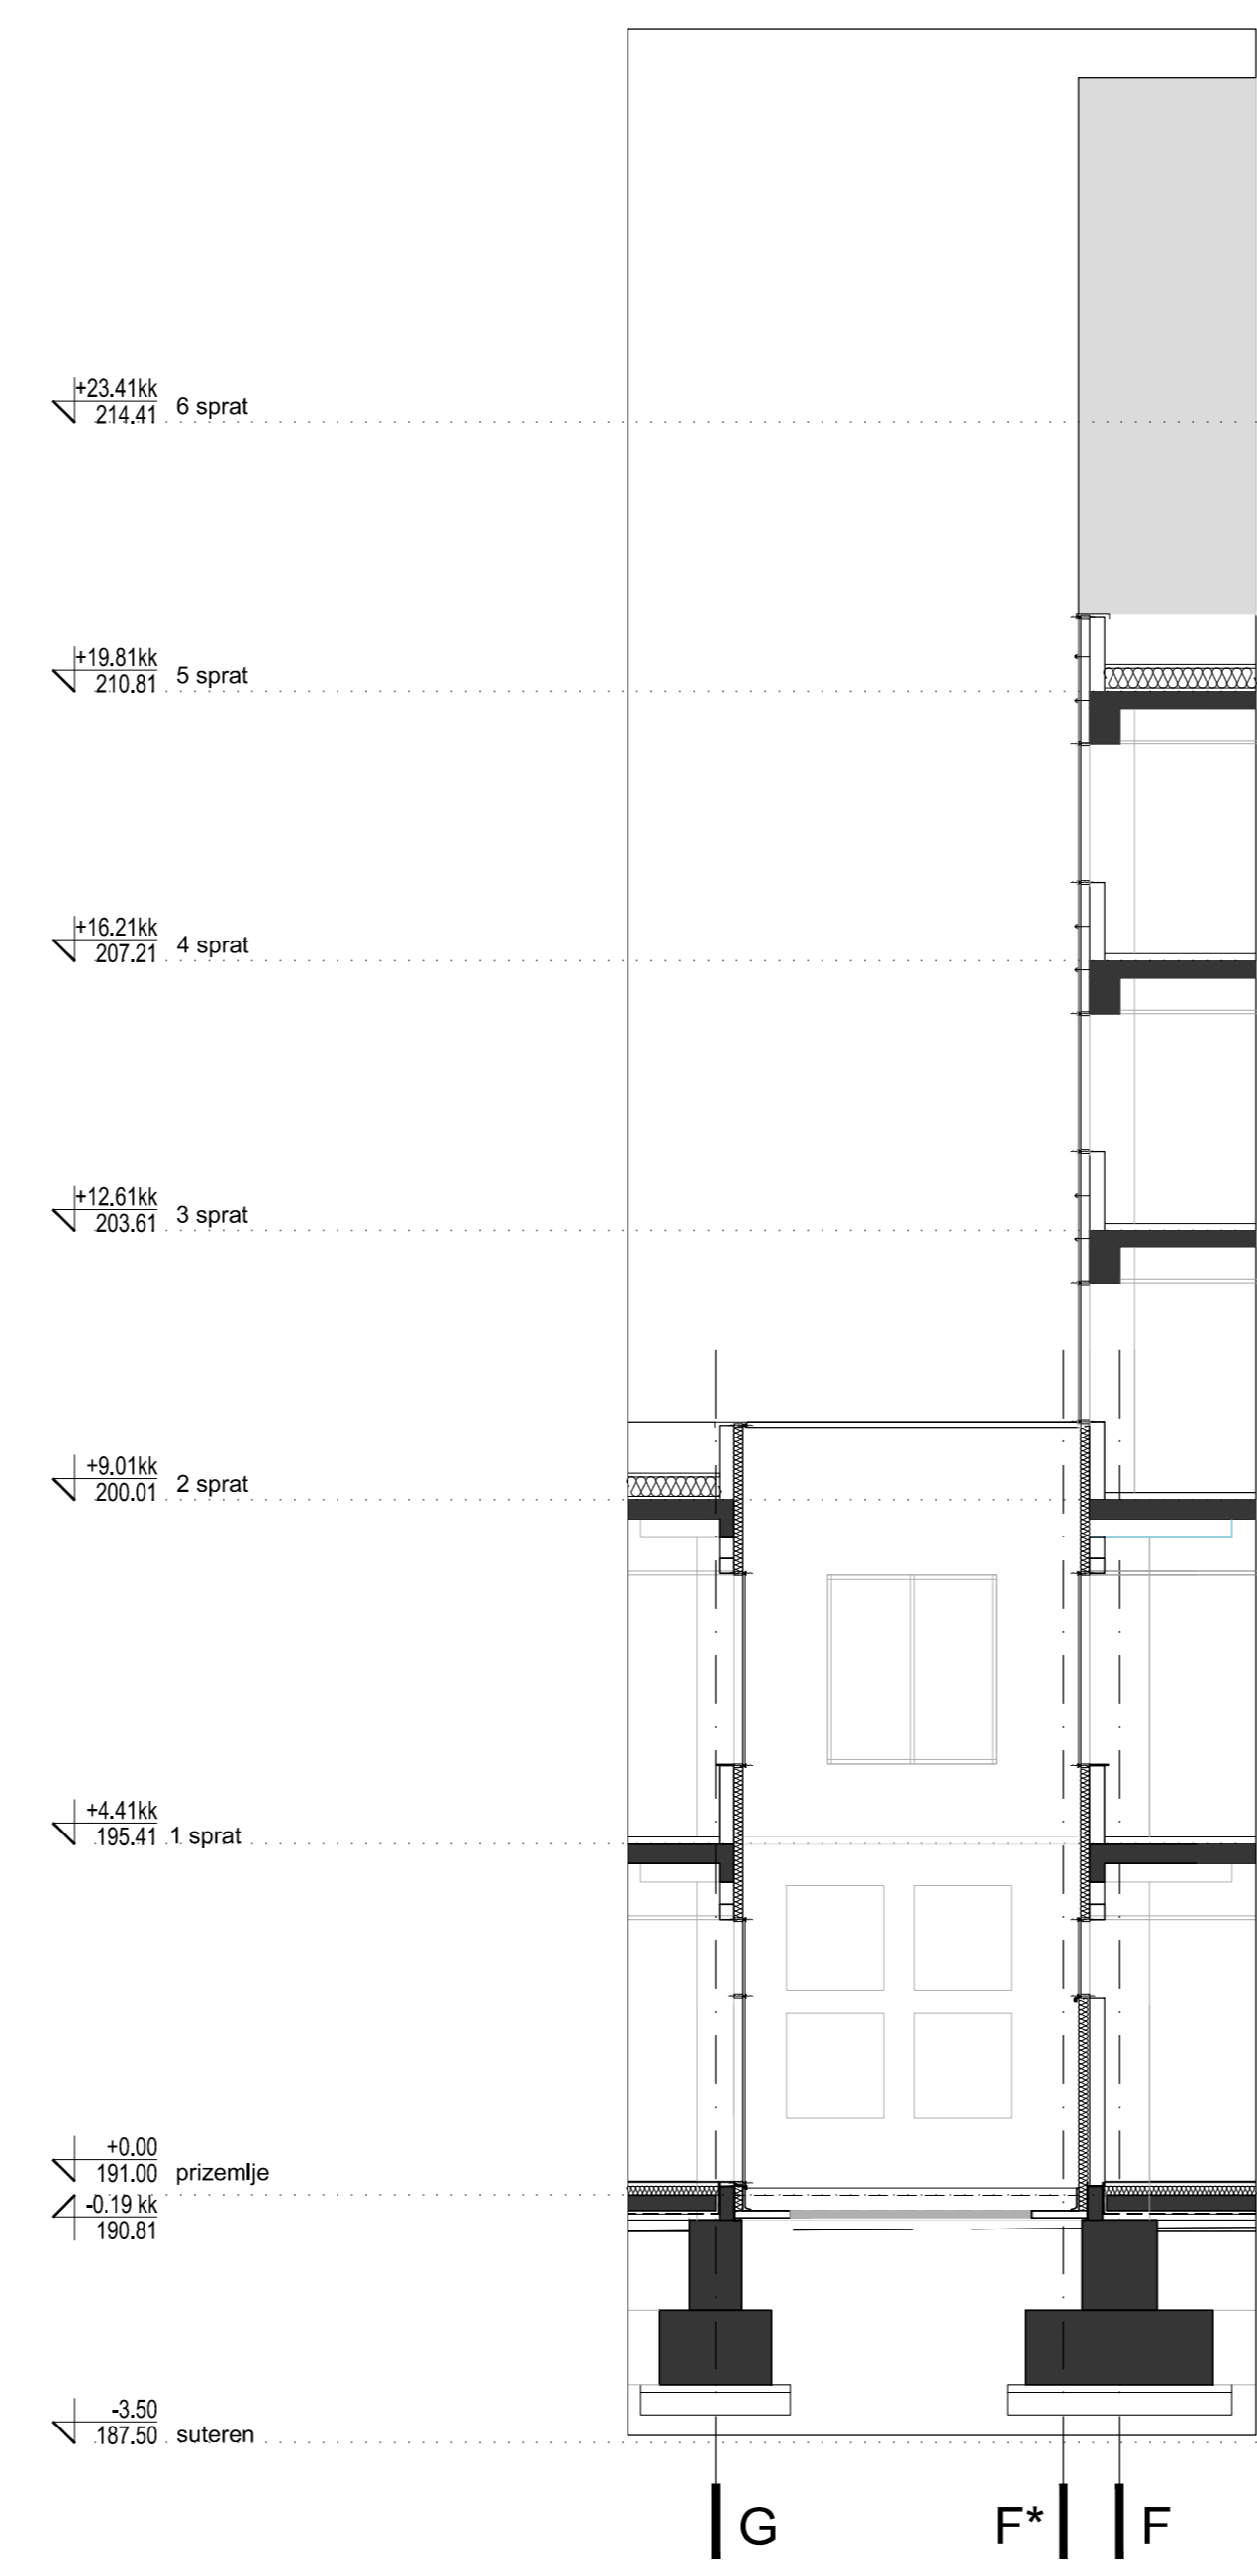 +23.41kk
214.41 6 sprat
+19.81kk
210.81 5 sprat
+16.21kk
207.21 4 sprat
+12.61kk
203.61 3 sprat
+9.01kk
200.01 2 sprat
+4.41kk
195.41 1 sprat
+0.00
191.00 prizemlje
-0.19 kk
190.81
-3.50
187.50 suteren
G F* F